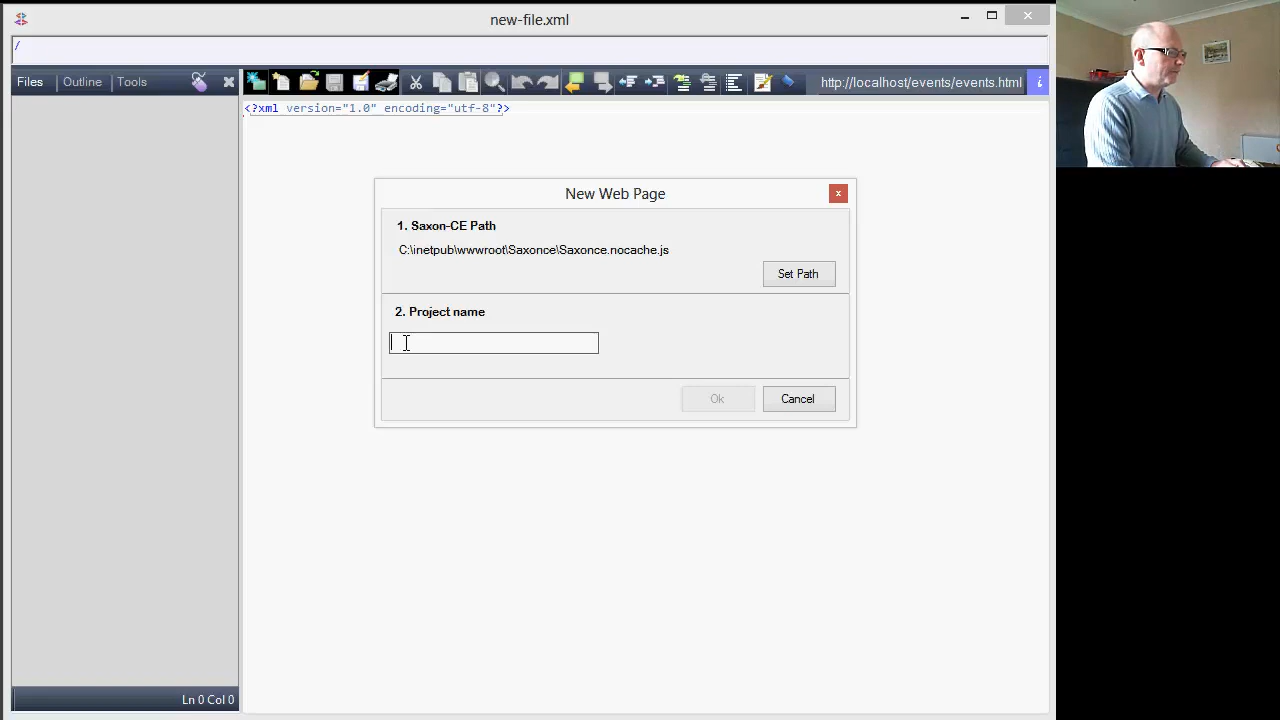 new-file.xml
/
Files Outline Tools
http://localhost/events/events.html i
<?xml version="1.0" encoding="utf-8"?>
New Web Page x
1. Saxon-CE Path
C:\inetpub\wwwroot\Saxonce\Saxonce.nocache.js
Set Path
2. Project name
Ok Cancel
Ln 0 Col 0